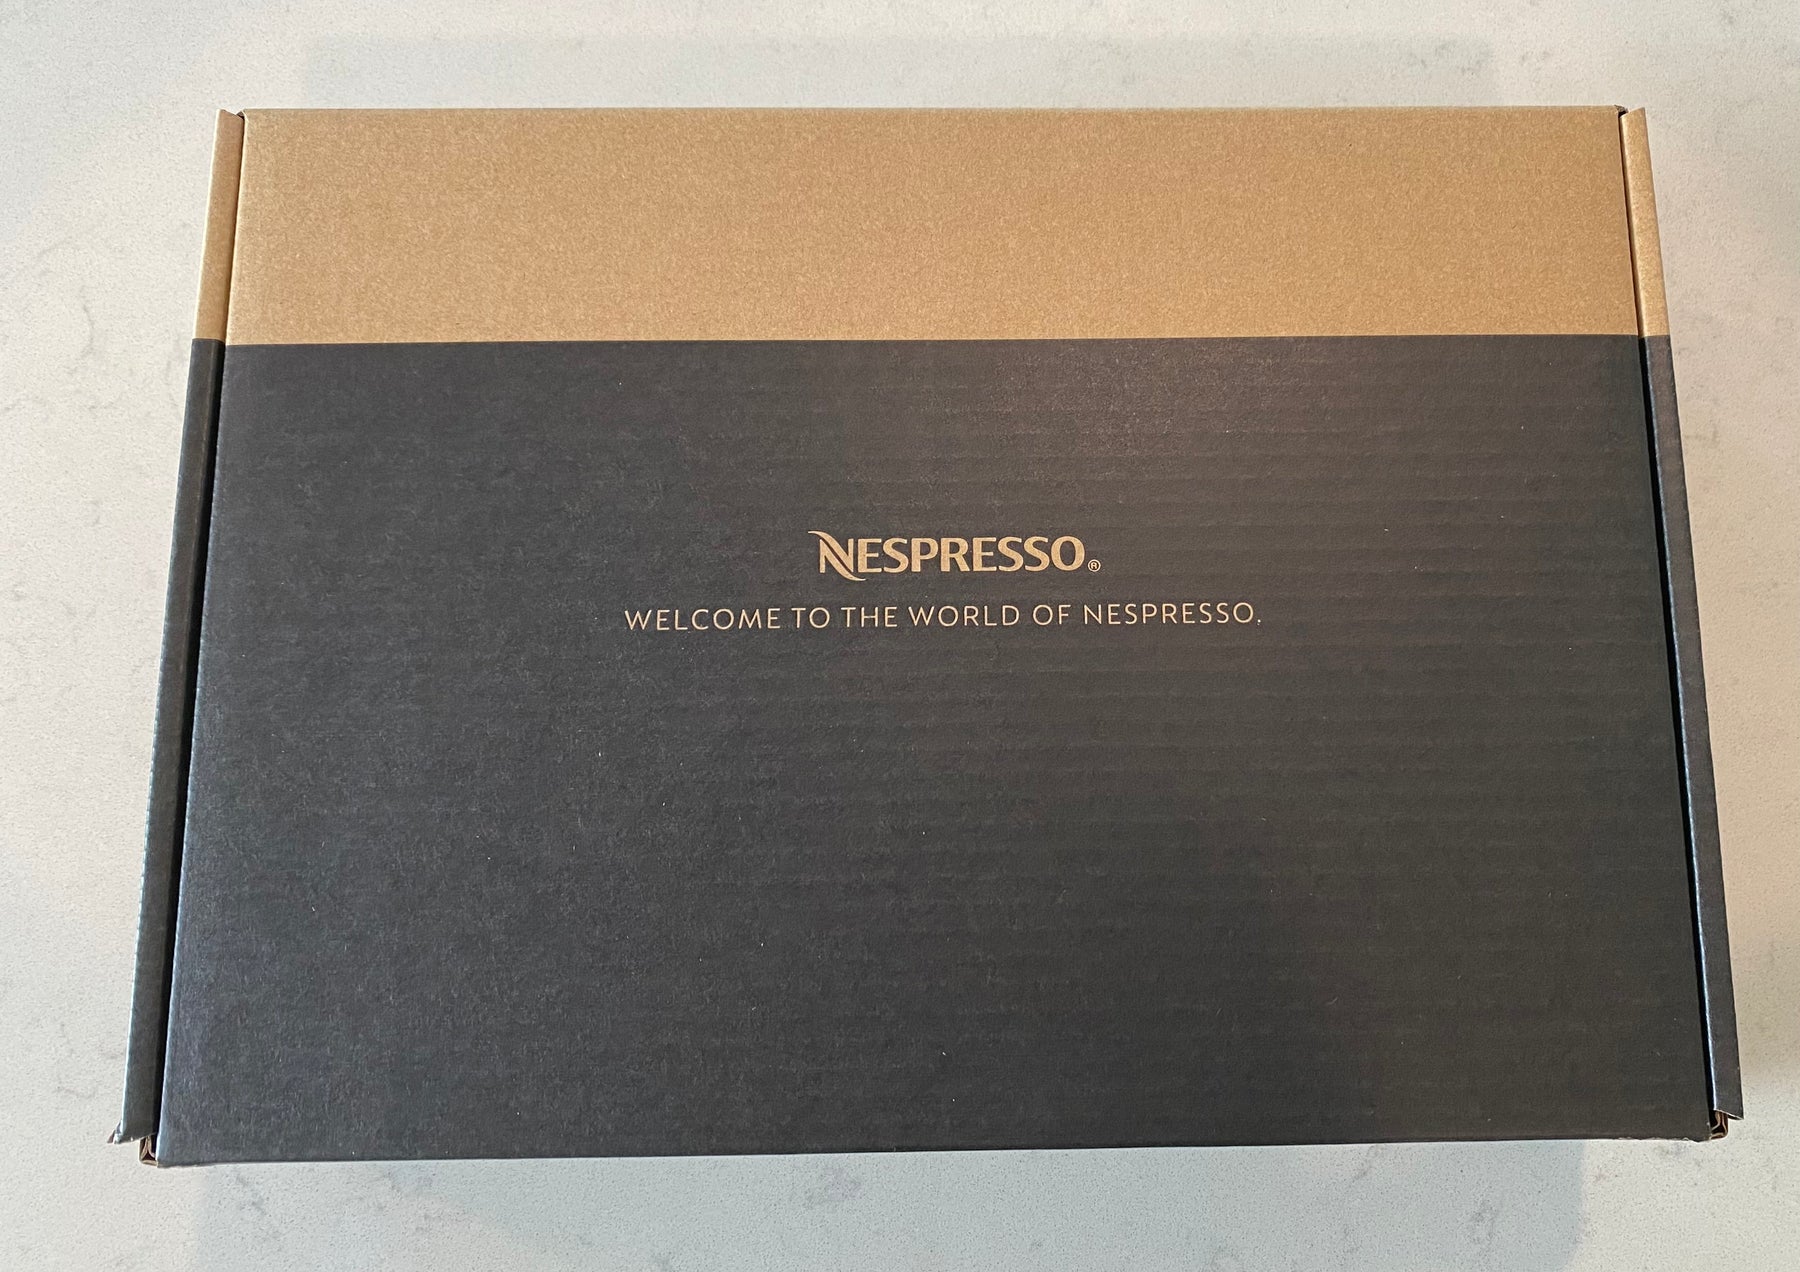 NESPRESSO®
WELCOME TO THE WORLD OF NESPRESSO.